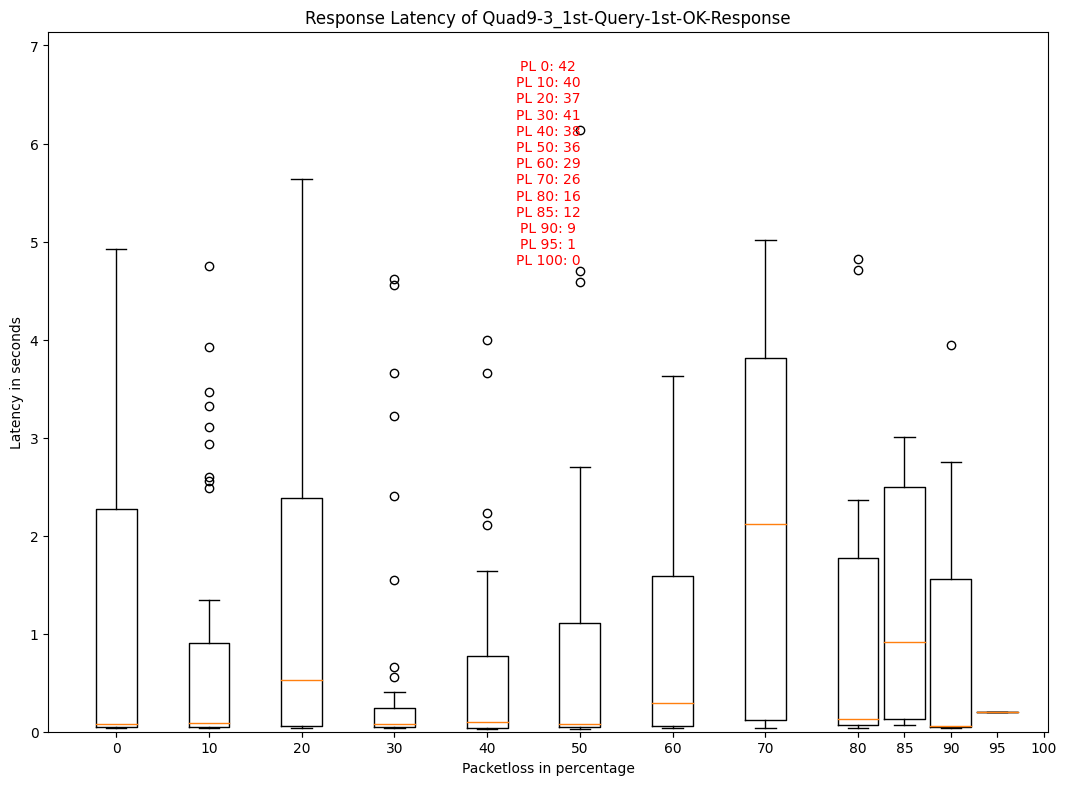 Response Latency of Quad9-3_1st-Query-1st-OK-Response
7
6
5
4
3
2
1
0
Latency in seconds
PL 0: 42
PL 10: 40
PL 20: 37
PL 30: 41
PL 40: 38
PL 50: 36
PL 60: 29
PL 70: 26
PL 80: 16
PL 85: 12
PL 90: 9
PL 95: 1
PL 100: 0
0 10 20 30 40 50 60 70 80 85 90 95 100
Packetloss in percentage